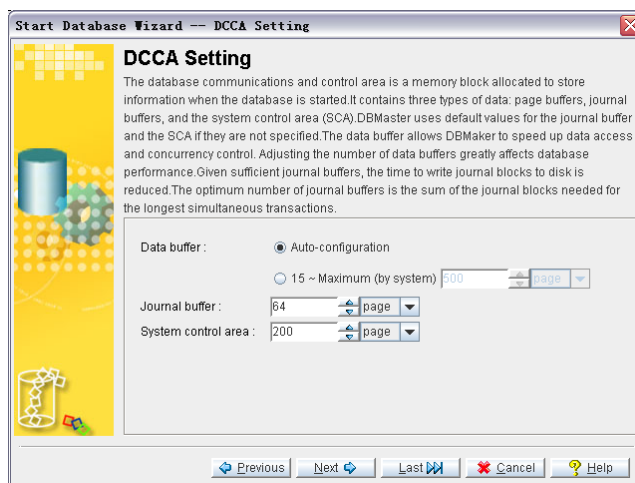 Start Database Wizard -- DCCA Setting
DCCA Setting
The database communications and control area is a memory block allocated to store
information when the database is started.It contains three types of data: page buffers, journal
buffers, and the system control area (SCA).DBMaster uses default values for the journal buffer
and the SCA if they are not specified.The data buffer allows DBMaker to speed up data access
and concurrency control. Adjusting the number of data buffers greatly affects database
performance.Given sufficient journal buffers, the time to write journal blocks to disk is
reduced.The optimum number of journal buffers is the sum of the journal blocks needed for
the longest simultaneous transactions.
Data buffer : Auto-configuration
15 ~ Maximum (by system) 500 page
Journal buffer : 64 page
System control area : 200 page
Previous Next Last Cancel Help